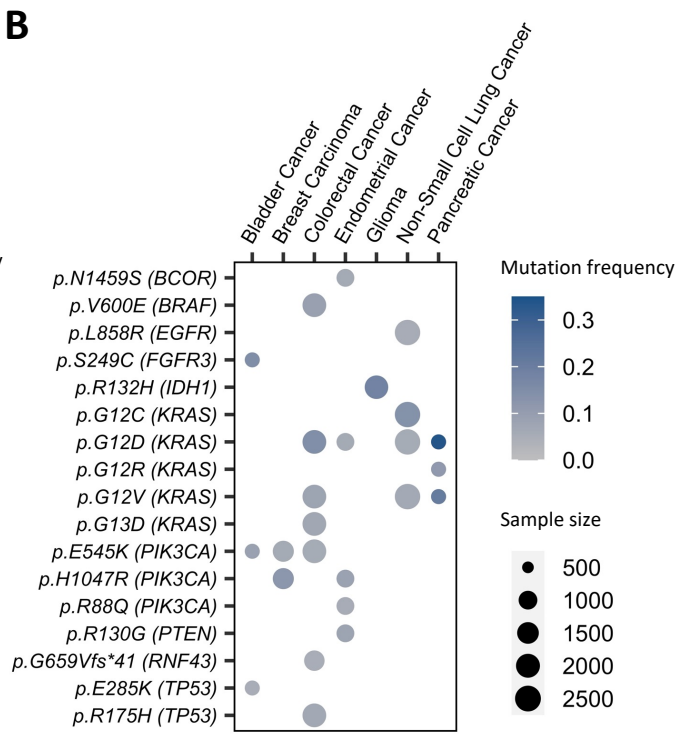 B
Bladder Cancer
Breast Carcinoma
Colorectal Cancer
Endometrial Cancer
Glioma
Non-Small Cell Lung Cancer
Pancreatic Cancer
p.N1459S (BCOR)
p.V600E (BRAF)
p.L858R (EGFR)
p.S249C (FGFR3)
p.R132H (IDH1)
p.G12C (KRAS)
p.G12D (KRAS)
p.G12R (KRAS)
p.G12V (KRAS)
p.G13D (KRAS)
p.E545K (PIK3CA)
p.H1047R (PIK3CA)
p.R88Q (PIK3CA)
p.R130G (PTEN)
p.G659Vfs*41 (RNF43)
p.E285K (TP53)
p.R175H (TP53)
Mutation frequency
0.3
0.2
0.1
0.0
Sample size
500
1000
1500
2000
2500